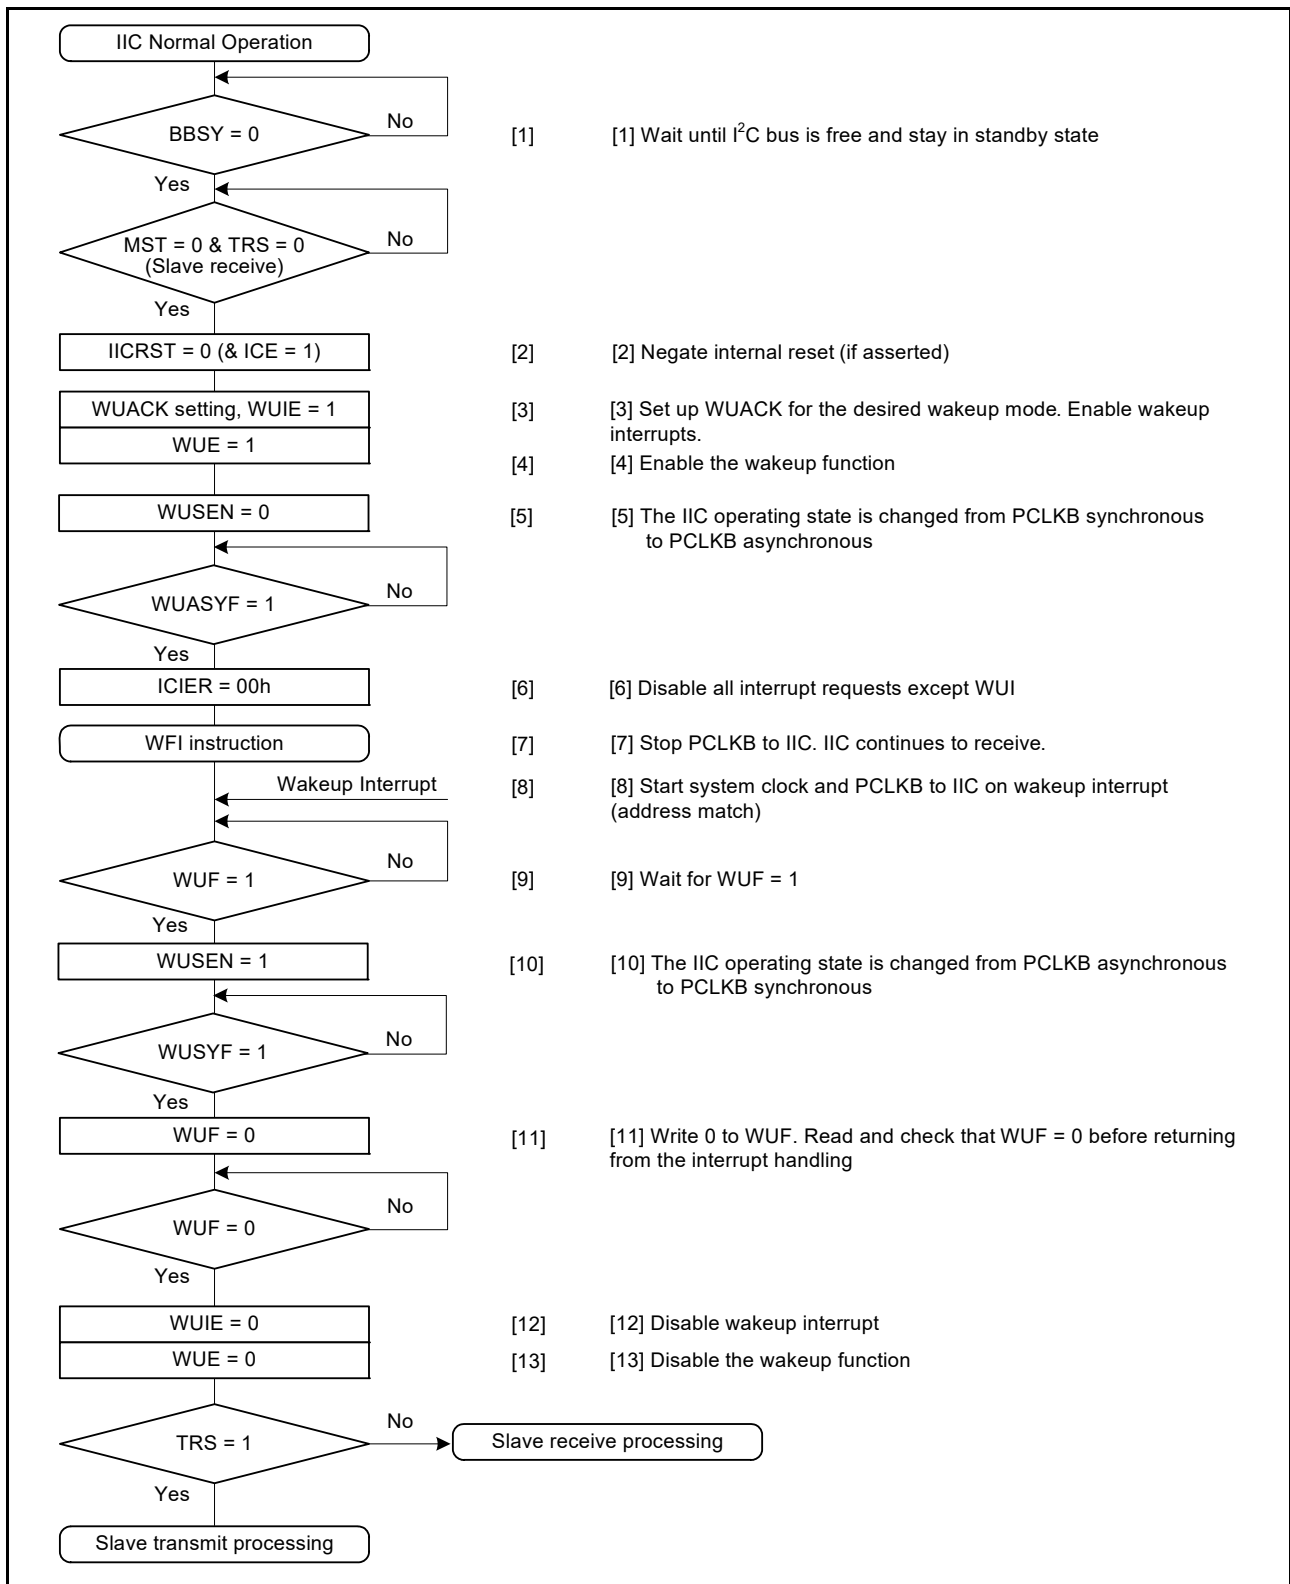 IIC Normal Operation
BBSY = 0
No
[1]
[1] Wait until I²C bus is free and stay in standby state
Yes
MST = 0 & TRS = 0
(Slave receive)
No
Yes
IICRST = 0 (& ICE = 1)
[2]
[2] Negate internal reset (if asserted)
WUACK setting, WUIE = 1
[3]
[3] Set up WUACK for the desired wakeup mode. Enable wakeup
interrupts.
WUE = 1
[4]
[4] Enable the wakeup function
WUSEN = 0
[5]
[5] The IIC operating state is changed from PCLKB synchronous
to PCLKB asynchronous
WUASYF = 1
No
Yes
ICIER = 00h
[6]
[6] Disable all interrupt requests except WUI
WFI instruction
[7]
[7] Stop PCLKB to IIC. IIC continues to receive.
Wakeup Interrupt
[8]
[8] Start system clock and PCLKB to IIC on wakeup interrupt
(address match)
WUF = 1
No
[9]
[9] Wait for WUF = 1
Yes
WUSEN = 1
[10]
[10] The IIC operating state is changed from PCLKB asynchronous
to PCLKB synchronous
WUSYF = 1
No
Yes
WUF = 0
[11]
[11] Write 0 to WUF. Read and check that WUF = 0 before returning
from the interrupt handling
WUF = 0
No
Yes
WUIE = 0
[12]
[12] Disable wakeup interrupt
WUE = 0
[13]
[13] Disable the wakeup function
TRS = 1
No
Slave receive processing
Yes
Slave transmit processing